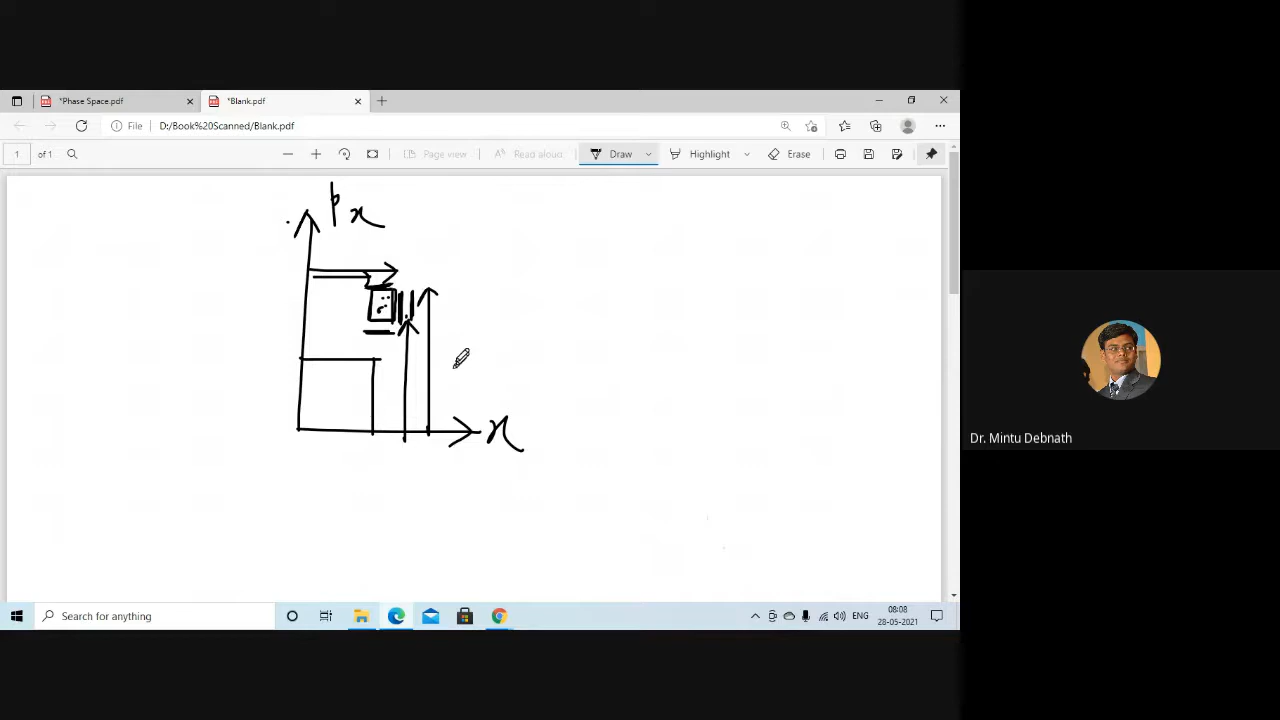 *Phase Space.pdf
*Blank.pdf
File D:/Book%20Scanned/Blank.pdf
1 of 1
Page view
Read aloud
Draw
Highlight
Erase
px
x
Dr. Mintu Debnath
Search for anything
ENG
08:08
28-05-2021